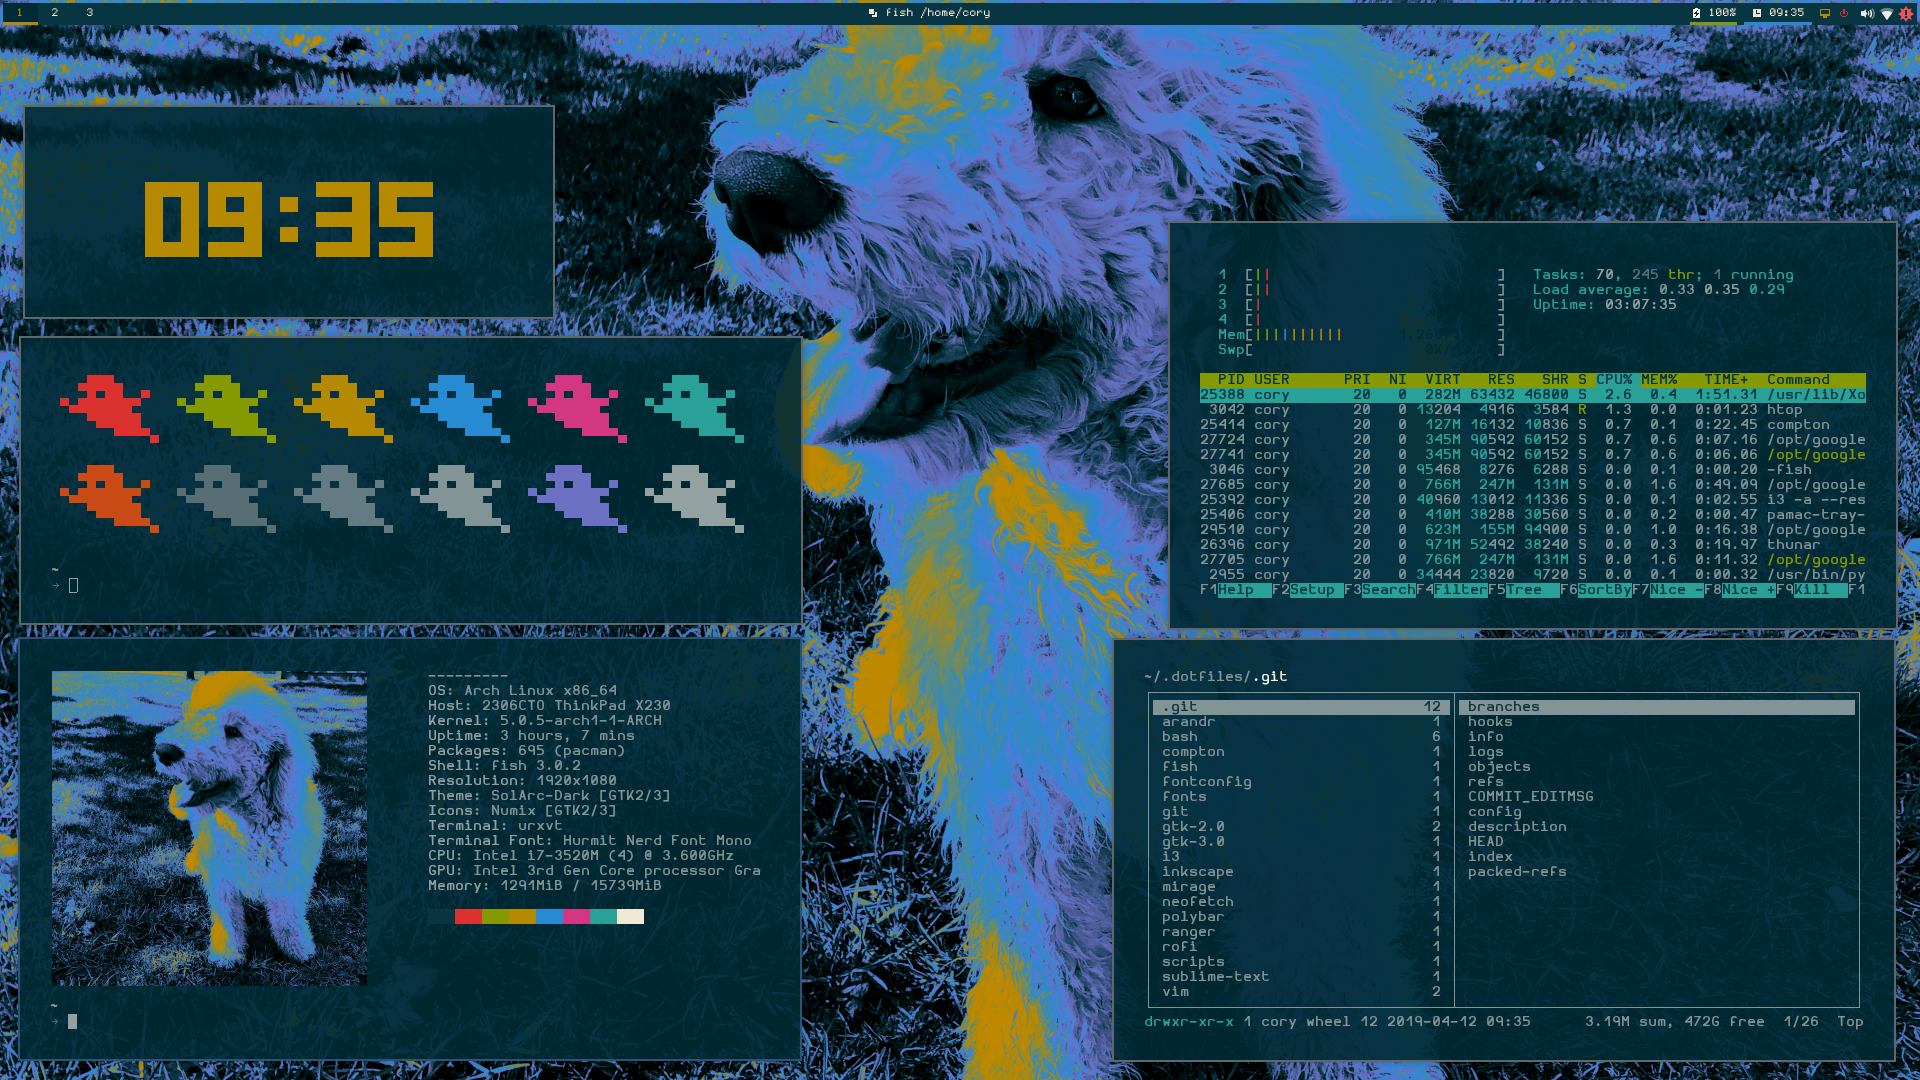 1 2 3
fish /home/cory
100% 09:35
09:35
~
→
---------
OS: Arch Linux x86_64
Host: 2306CTO ThinkPad X230
Kernel: 5.0.5-arch1-1-ARCH
Uptime: 3 hours, 7 mins
Packages: 695 (pacman)
Shell: fish 3.0.2
Resolution: 1920x1080
Theme: SolArc-Dark [GTK2/3]
Icons: Numix [GTK2/3]
Terminal: urxvt
Terminal Font: Hurmit Nerd Font Mono
CPU: Intel i7-3520M (4) @ 3.600GHz
GPU: Intel 3rd Gen Core processor Gra
Memory: 1291MiB / 15739MiB
~
→
1 [|| ] Tasks: 70, 245 thr; 1 running
2 [|| ] Load average: 0.33 0.35 0.29
3 [| ] Uptime: 03:07:35
4 [| ]
Mem[|||||||||| ]
Swp[ ]
PID USER PRI NI VIRT RES SHR S CPU% MEM% TIME+ Command
25388 cory 20 0 282M 63432 46800 S 2.6 0.4 1:51.31 /usr/lib/Xo
3042 cory 20 0 13204 4916 3584 R 1.3 0.0 0:01.23 htop
25414 cory 20 0 127M 16132 10836 S 0.7 0.1 0:22.45 compton
27724 cory 20 0 345M 90592 60152 S 0.7 0.6 0:07.16 /opt/google
27741 cory 20 0 345M 90592 60152 S 0.7 0.6 0:06.06 /opt/google
3046 cory 20 0 95468 8276 6288 S 0.0 0.1 0:00.20 -fish
27685 cory 20 0 766M 247M 131M S 0.0 1.6 0:49.09 /opt/google
25392 cory 20 0 40960 13012 11336 S 0.0 0.1 0:02.55 i3 -a --res
25406 cory 20 0 410M 38288 30560 S 0.0 0.2 0:00.47 pamac-tray-
29510 cory 20 0 623M 155M 94900 S 0.0 1.0 0:16.38 /opt/google
26396 cory 20 0 971M 52492 38240 S 0.0 0.3 0:19.97 thunar
27705 cory 20 0 766M 247M 131M S 0.0 1.6 0:11.32 /opt/google
2955 cory 20 0 34444 23820 9720 S 0.0 0.1 0:00.32 /usr/bin/py
F1Help F2Setup F3SearchF4FilterF5Tree F6SortByF7Nice -F8Nice +F9Kill F1
~/.dotfiles/.git
.git 12 branches
arandr 1 hooks
bash 6 info
compton 1 logs
fish 1 objects
fontconfig 1 refs
fonts 1 COMMIT_EDITMSG
git 1 config
gtk-2.0 2 description
gtk-3.0 1 HEAD
i3 1 index
inkscape 1 packed-refs
mirage 1
neofetch 1
polybar 1
ranger 1
rofi 1
scripts 1
sublime-text 1
vim 2
drwxr-xr-x 1 cory wheel 12 2019-04-12 09:35 3.19M sum, 472G free 1/26 Top